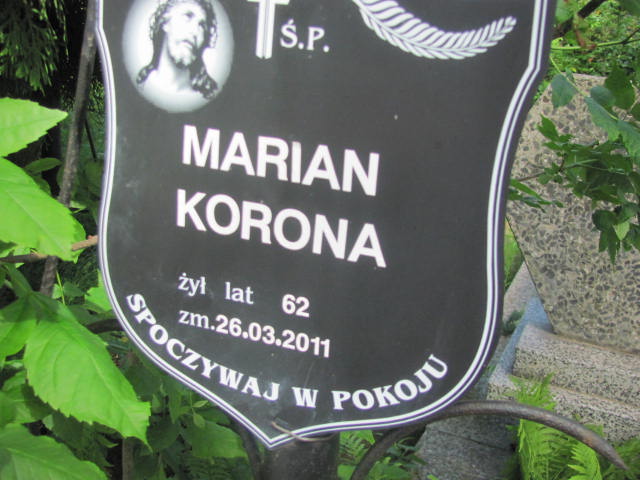 Ś.P.
MARIAN
KORONA
żył lat 62
zm.26.03.2011
SPOCZYWAJ W POKOJU